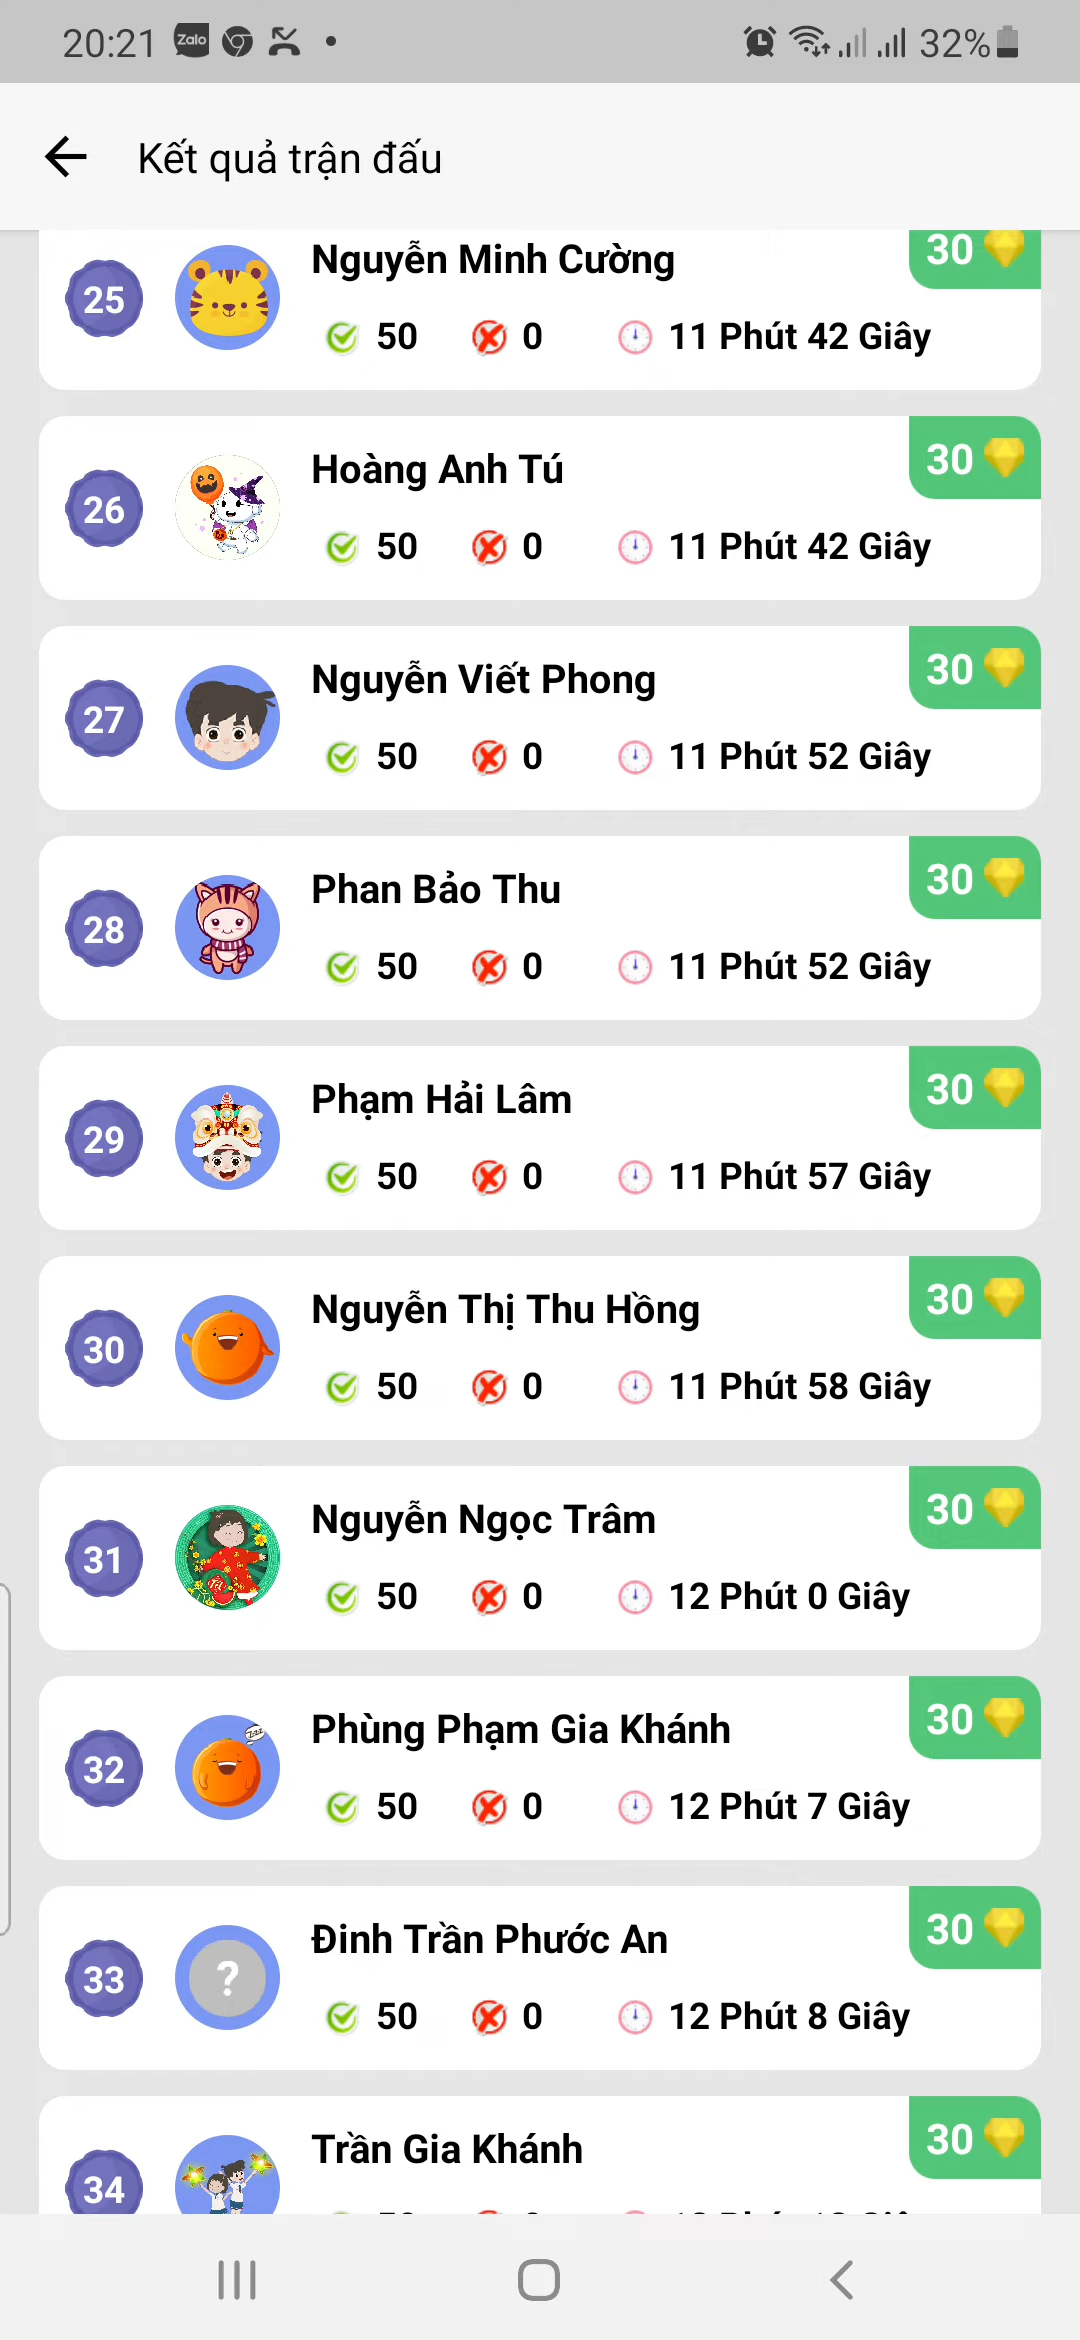 20:21 Zalo 32%
Kết quả trận đấu
Nguyễn Minh Cường 30
25
50 0 11 Phút 42 Giây
Hoàng Anh Tú 30
26
50 0 11 Phút 42 Giây
Nguyễn Viết Phong 30
27
50 0 11 Phút 52 Giây
Phan Bảo Thu 30
28
50 0 11 Phút 52 Giây
Phạm Hải Lâm 30
29
50 0 11 Phút 57 Giây
Nguyễn Thị Thu Hồng 30
30
50 0 11 Phút 58 Giây
Nguyễn Ngọc Trâm 30
31
50 0 12 Phút 0 Giây
Phùng Phạm Gia Khánh 30
32
50 0 12 Phút 7 Giây
Đinh Trần Phước An 30
33 ?
50 0 12 Phút 8 Giây
Trần Gia Khánh 30
34